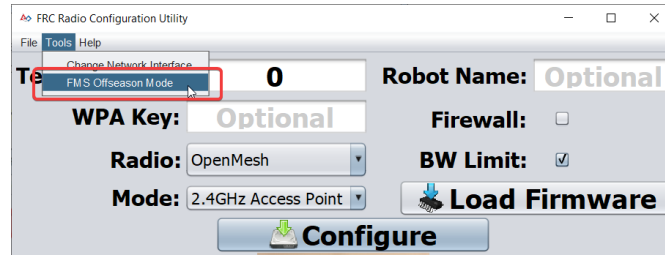 FRC Radio Configuration Utility
File Tools Help
Change Network Interface
FMS Offseason Mode
Te 0 Robot Name: Optional
WPA Key: Optional Firewall:
Radio: OpenMesh BW Limit:
Mode: 2.4GHz Access Point Load Firmware
Configure